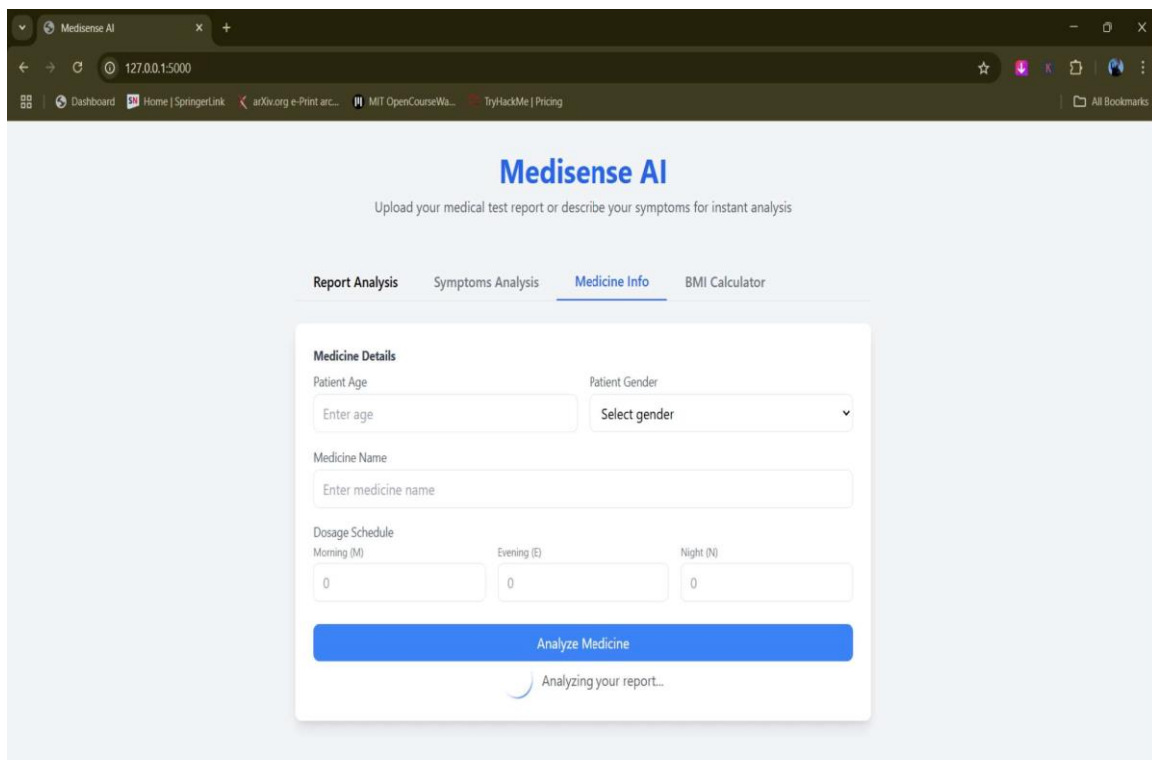 Medisense AI
127.0.0.1:5000
Dashboard SN Home | SpringerLink arXiv.org e-Print arc... MIT OpenCourseWa... TryHackMe | Pricing All Bookmarks
Medisense AI
Upload your medical test report or describe your symptoms for instant analysis
Report Analysis Symptoms Analysis Medicine Info BMI Calculator
Medicine Details
Patient Age Patient Gender
Enter age Select gender
Medicine Name
Enter medicine name
Dosage Schedule
Morning (M) Evening (E) Night (N)
0 0 0
Analyze Medicine
Analyzing your report...